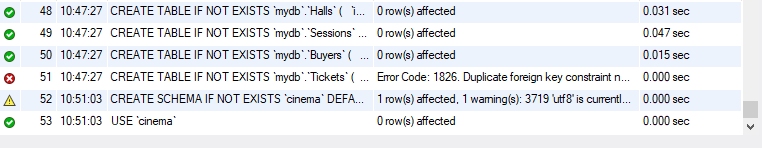 48 10:47:27 CREATE TABLE IF NOT EXISTS `mydb`.`Halls` ( `i... 0 row(s) affected 0.031 sec
49 10:47:27 CREATE TABLE IF NOT EXISTS `mydb`.`Sessions` ... 0 row(s) affected 0.047 sec
50 10:47:27 CREATE TABLE IF NOT EXISTS `mydb`.`Buyers` ( ... 0 row(s) affected 0.015 sec
51 10:47:27 CREATE TABLE IF NOT EXISTS `mydb`.`Tickets` ( ... Error Code: 1826. Duplicate foreign key constraint n... 0.000 sec
52 10:51:03 CREATE SCHEMA IF NOT EXISTS `cinema` DEFA... 1 row(s) affected, 1 warning(s): 3719 'utf8' is currentl... 0.000 sec
53 10:51:03 USE `cinema` 0 row(s) affected 0.000 sec